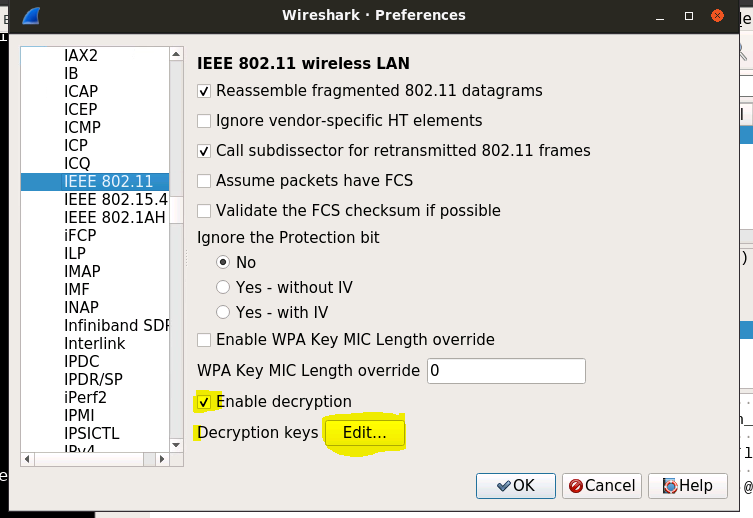 Wireshark · Preferences
IAX2
IB
ICAP
ICEP
ICMP
ICP
ICQ
IEEE 802.11
IEEE 802.15.4
IEEE 802.1AH
iFCP
ILP
IMAP
IMF
INAP
Infiniband SDP
Interlink
IPDC
IPDR/SP
iPerf2
IPMI
IPSICTL
IPv4
IEEE 802.11 wireless LAN
Reassemble fragmented 802.11 datagrams
Ignore vendor-specific HT elements
Call subdissector for retransmitted 802.11 frames
Assume packets have FCS
Validate the FCS checksum if possible
Ignore the Protection bit
No
Yes - without IV
Yes - with IV
Enable WPA Key MIC Length override
WPA Key MIC Length override 0
Enable decryption
Decryption keys Edit...
OK Cancel Help